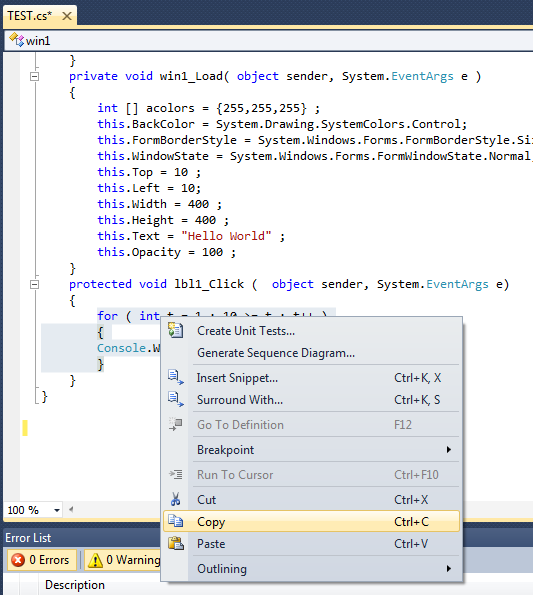 TEST.cs*
win1
}
private void win1_Load( object sender, System.EventArgs e )
{
int [] acolors = {255,255,255} ;
this.BackColor = System.Drawing.SystemColors.Control;
this.FormBorderStyle = System.Windows.Forms.FormBorderStyle.Si
this.WindowState = System.Windows.Forms.FormWindowState.Normal;
this.Top = 10 ;
this.Left = 10;
this.Width = 400 ;
this.Height = 400 ;
this.Text = "Hello World" ;
this.Opacity = 100 ;
}
protected void lbl1_Click (  object sender, System.EventArgs e)
{
for ( int t = 1 ; 10 >= t ; t++ )
{
Console.W
}
}
}
Create Unit Tests...
Generate Sequence Diagram...
Insert Snippet... Ctrl+K, X
Surround With... Ctrl+K, S
Go To Definition F12
Breakpoint
Run To Cursor Ctrl+F10
Cut Ctrl+X
Copy Ctrl+C
Paste Ctrl+V
Outlining
100 %
Error List
0 Errors
0 Warning
Description